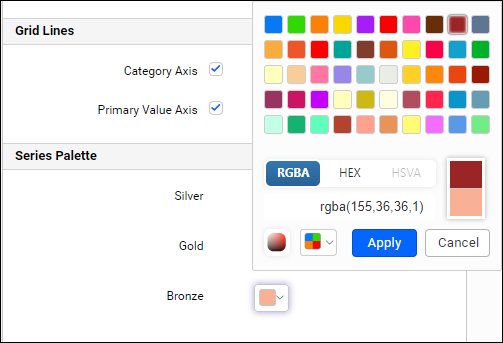 Grid Lines
Category Axis
Primary Value Axis
Series Palette
Silver
Gold
Bronze
RGBA HEX HSVA
rgba(155,36,36,1)
Apply Cancel